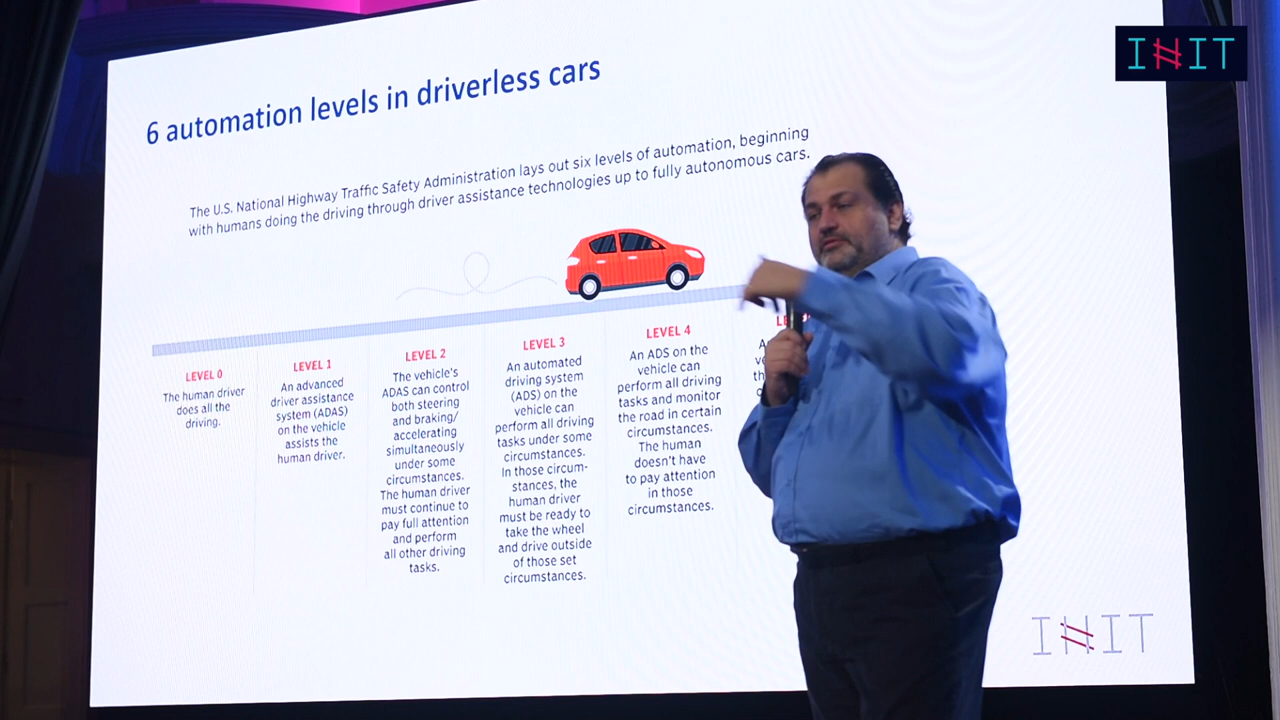 INIT
6 automation levels in driverless cars
The U.S. National Highway Traffic Safety Administration lays out six levels of automation, beginning
with humans doing the driving through driver assistance technologies up to fully autonomous cars.
LEVEL 0
The human driver
does all the
driving.
LEVEL 1
An advanced
driver assistance
system (ADAS)
on the vehicle
assists the
human driver.
LEVEL 2
The vehicle's
ADAS can control
both steering
and braking/
accelerating
simultaneously
under some
circumstances.
The human driver
must continue to
pay full attention
and perform
all other driving
tasks.
LEVEL 3
An automated
driving system
(ADS) on the
vehicle can
perform all driving
tasks under some
circumstances.
In those circum-
stances, the
human driver
must be ready to
take the wheel
and drive outside
of those set
circumstances.
LEVEL 4
An ADS on the
vehicle can
perform all driving
tasks and monitor
the road in certain
circumstances.
The human
doesn't have
to pay attention
in those
circumstances.
INIT